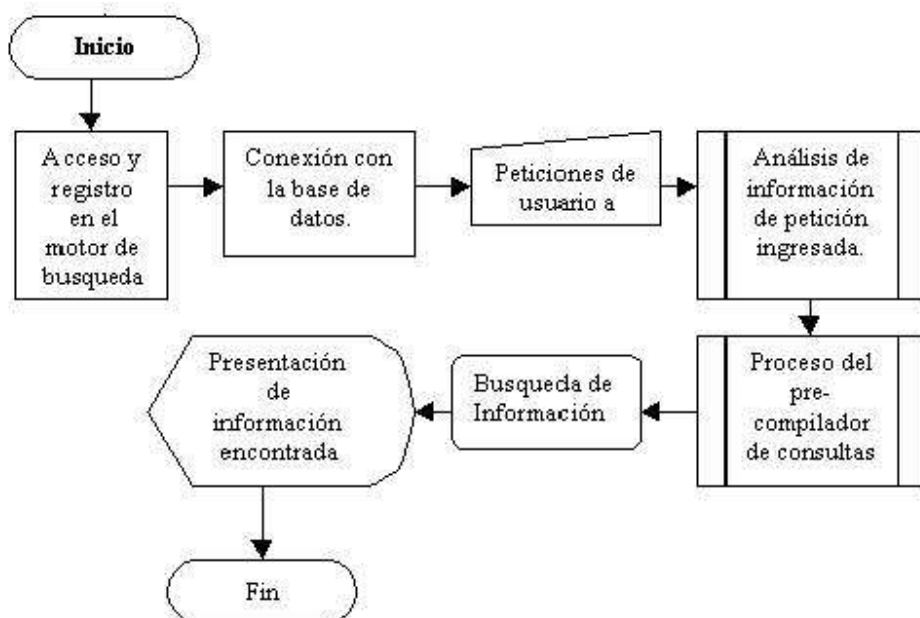 Inicio
Acceso y
registro
en el
motor de
busqueda
Conexión con
la base de
datos.
Peticiones de
usuario a
Análisis de
información
de petición
ingresada.
Proceso del
pre-
compilador
de consultas
Busqueda de
Información
Presentación
de
información
encontrada
Fin